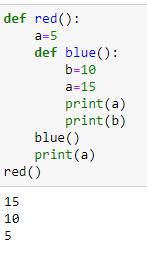 def red():
    a=5
    def blue():
        b=10
        a=15
        print(a)
        print(b)
    blue()
    print(a)
red()
15
10
5